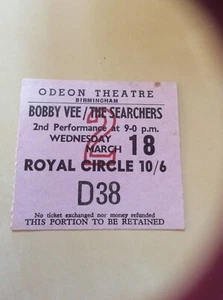 ODEON THEATRE
BIRMINGHAM
BOBBY VEE / THE SEARCHERS
2nd Performance at 9-0 p.m.
WEDNESDAY
MARCH 18
2
ROYAL CIRCLE 10/6
D38
No ticket exchanged nor money refunded
THIS PORTION TO BE RETAINED